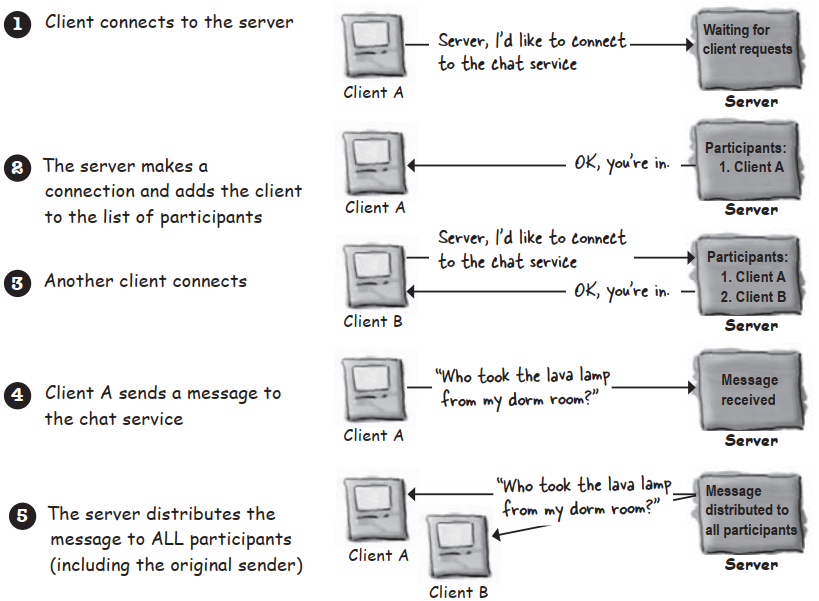 1 Client connects to the server
Server, I'd like to connect
to the chat service
Waiting for
client requests
Client A
Server
2 The server makes a
connection and adds the client
to the list of participants
OK, you're in.
Participants:
1. Client A
Client A
Server
3 Another client connects
Server, I'd like to connect
to the chat service
OK, you're in.
Participants:
1. Client A
2. Client B
Client B
Server
4 Client A sends a message to
the chat service
"Who took the lava lamp
from my dorm room?"
Message
received
Client A
Server
5 The server distributes the
message to ALL participants
(including the original sender)
"Who took the lava lamp
from my dorm room?"
Message
distributed to
all participants
Client A
Client B
Server